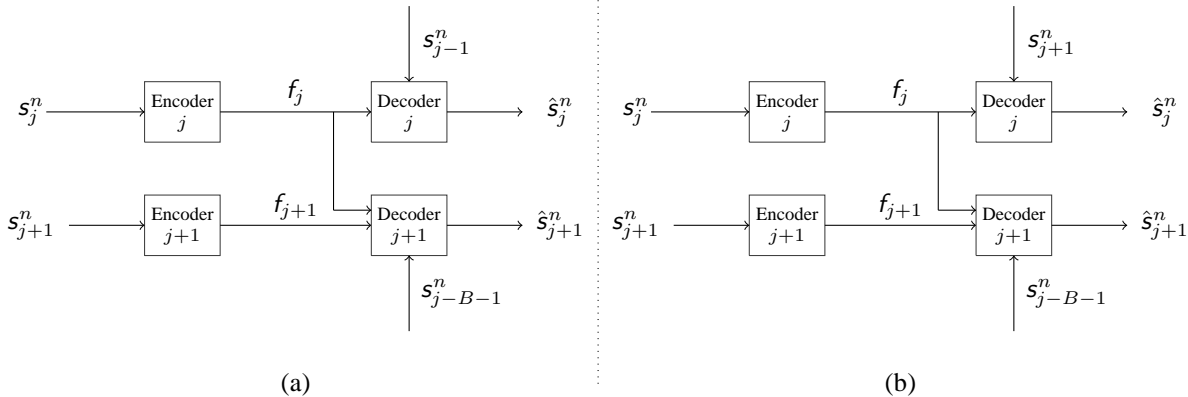 s_{j-1}^n
s_j^n
Encoder
j
f_j
Decoder
j
ŝ_j^n
s_{j+1}^n
Encoder
j+1
f_{j+1}
Decoder
j+1
ŝ_{j+1}^n
s_{j-B-1}^n
(a)
s_{j+1}^n
s_j^n
Encoder
j
f_j
Decoder
j
ŝ_j^n
s_{j+1}^n
Encoder
j+1
f_{j+1}
Decoder
j+1
ŝ_{j+1}^n
s_{j-B-1}^n
(b)